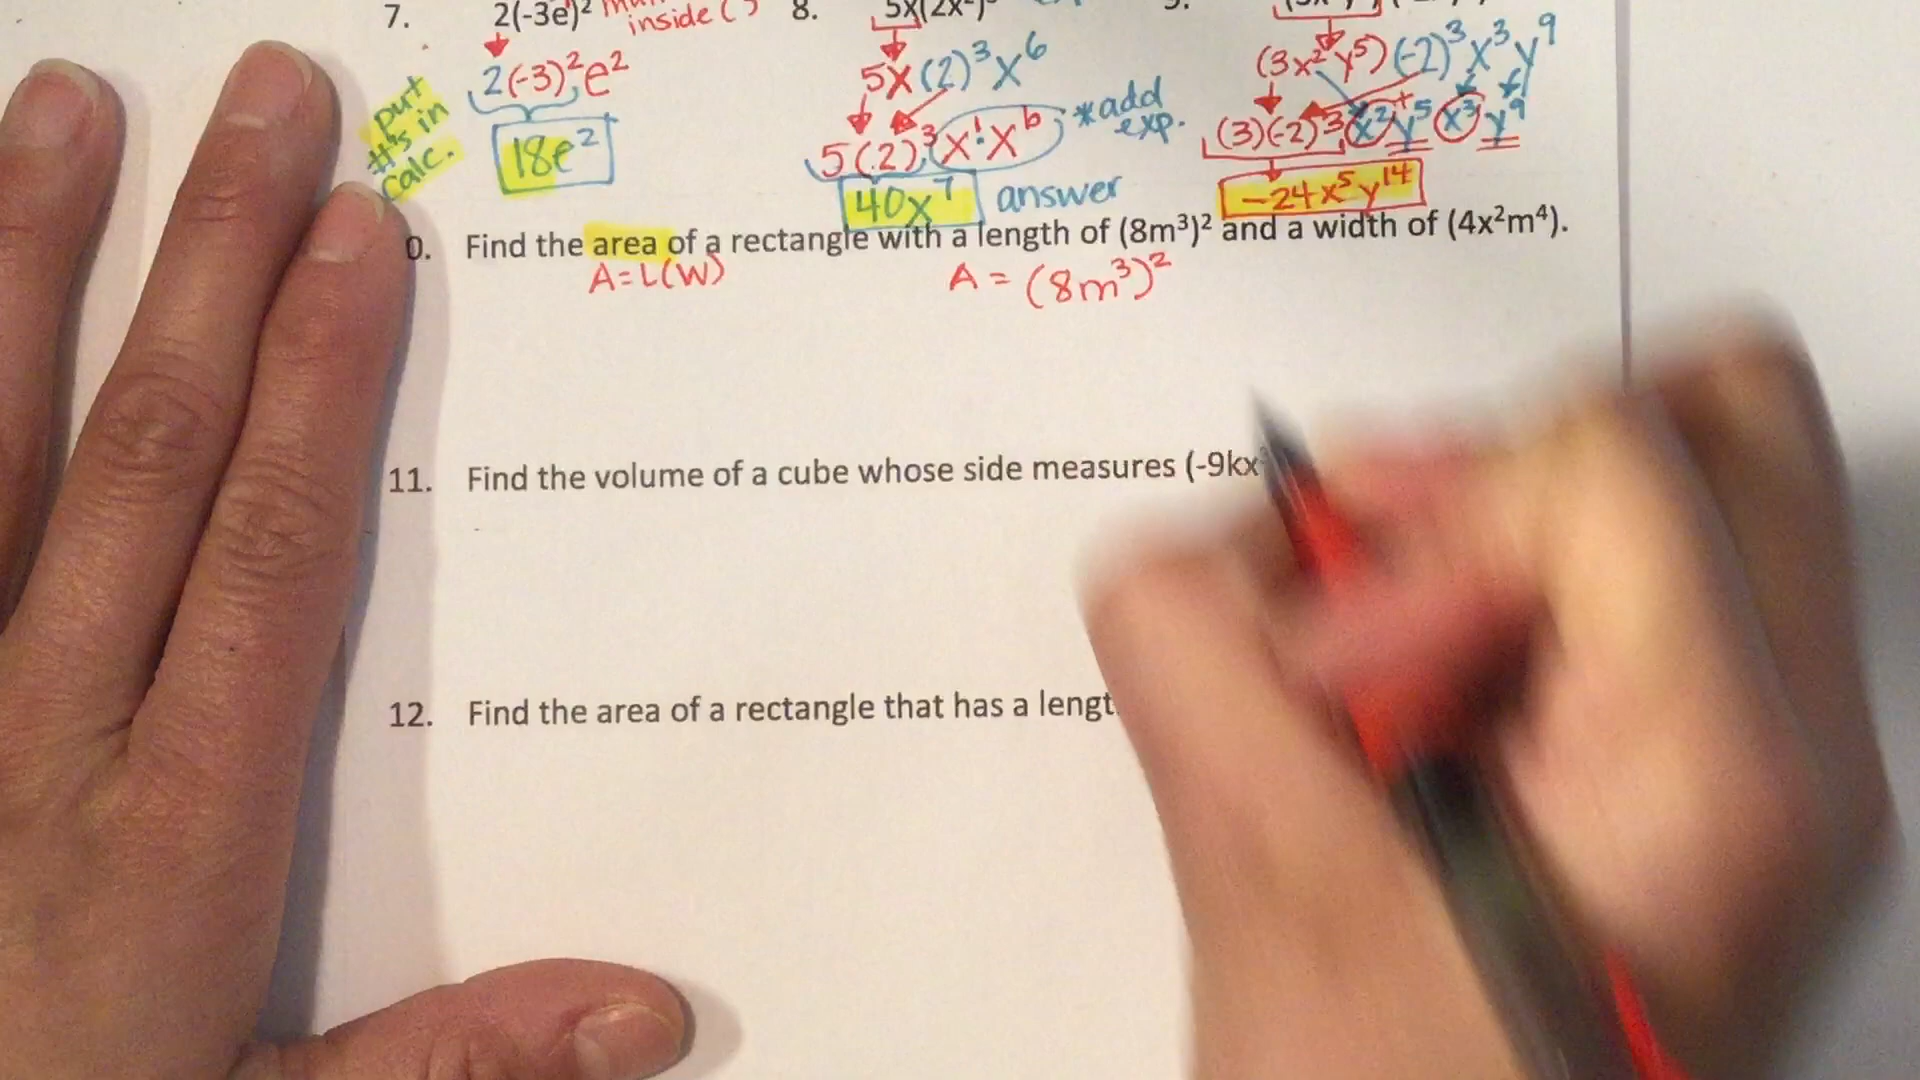 7. 2(-3e)² inside ( ) 8. 5x(2x²)³
2(-3)²e² 5x(2)³x⁶ (3x²y⁵)(-2)³x³y⁹
put #'s in calc. 18e² 5(2)³x¹x⁶ *add exp. (3)(-2)³x²y⁵x³y⁹
40x⁷ answer -24x⁵y¹⁴
0. Find the area of a rectangle with a length of (8m³)² and a width of (4x²m⁴).
A=L(W) A = (8m³)²
11. Find the volume of a cube whose side measures (-9kx
12. Find the area of a rectangle that has a lengt